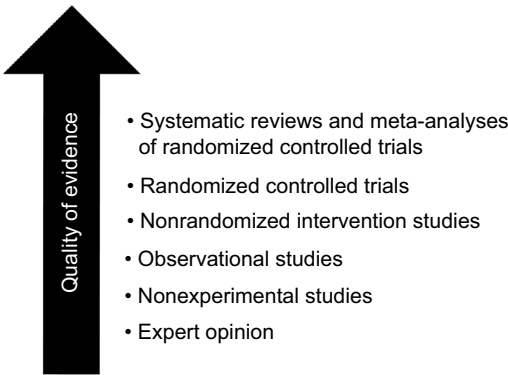 Quality of evidence
• Systematic reviews and meta-analyses
of randomized controlled trials
• Randomized controlled trials
• Nonrandomized intervention studies
• Observational studies
• Nonexperimental studies
• Expert opinion